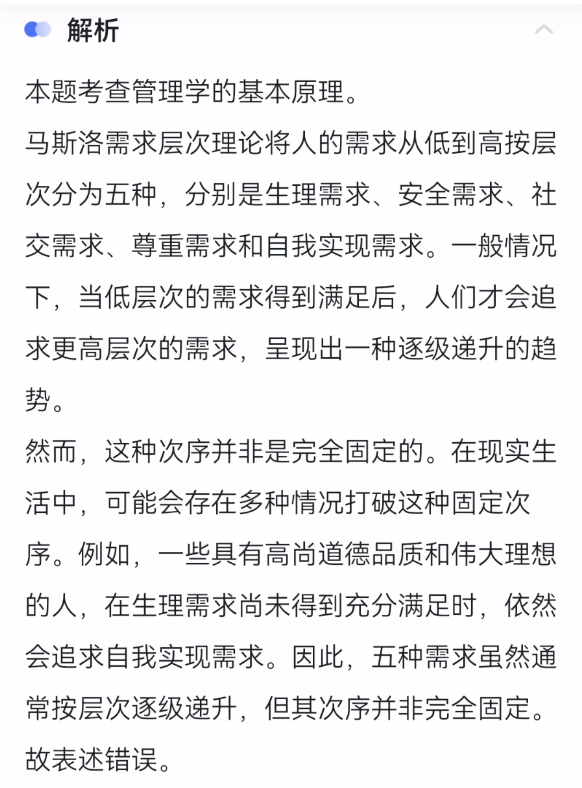 解析
本题考查管理学的基本原理。
马斯洛需求层次理论将人的需求从低到高按层
次分为五种，分别是生理需求、安全需求、社
交需求、尊重需求和自我实现需求。一般情况
下，当低层次的需求得到满足后，人们才会追
求更高层次的需求，呈现出一种逐级递升的趋
势。
然而，这种次序并非是完全固定的。在现实生
活中，可能会存在多种情况打破这种固定次
序。例如，一些具有高尚道德品质和伟大理想
的人，在生理需求尚未得到充分满足时，依然
会追求自我实现需求。因此，五种需求虽然通
常按层次逐级递升，但其次序并非完全固定。
故表述错误。